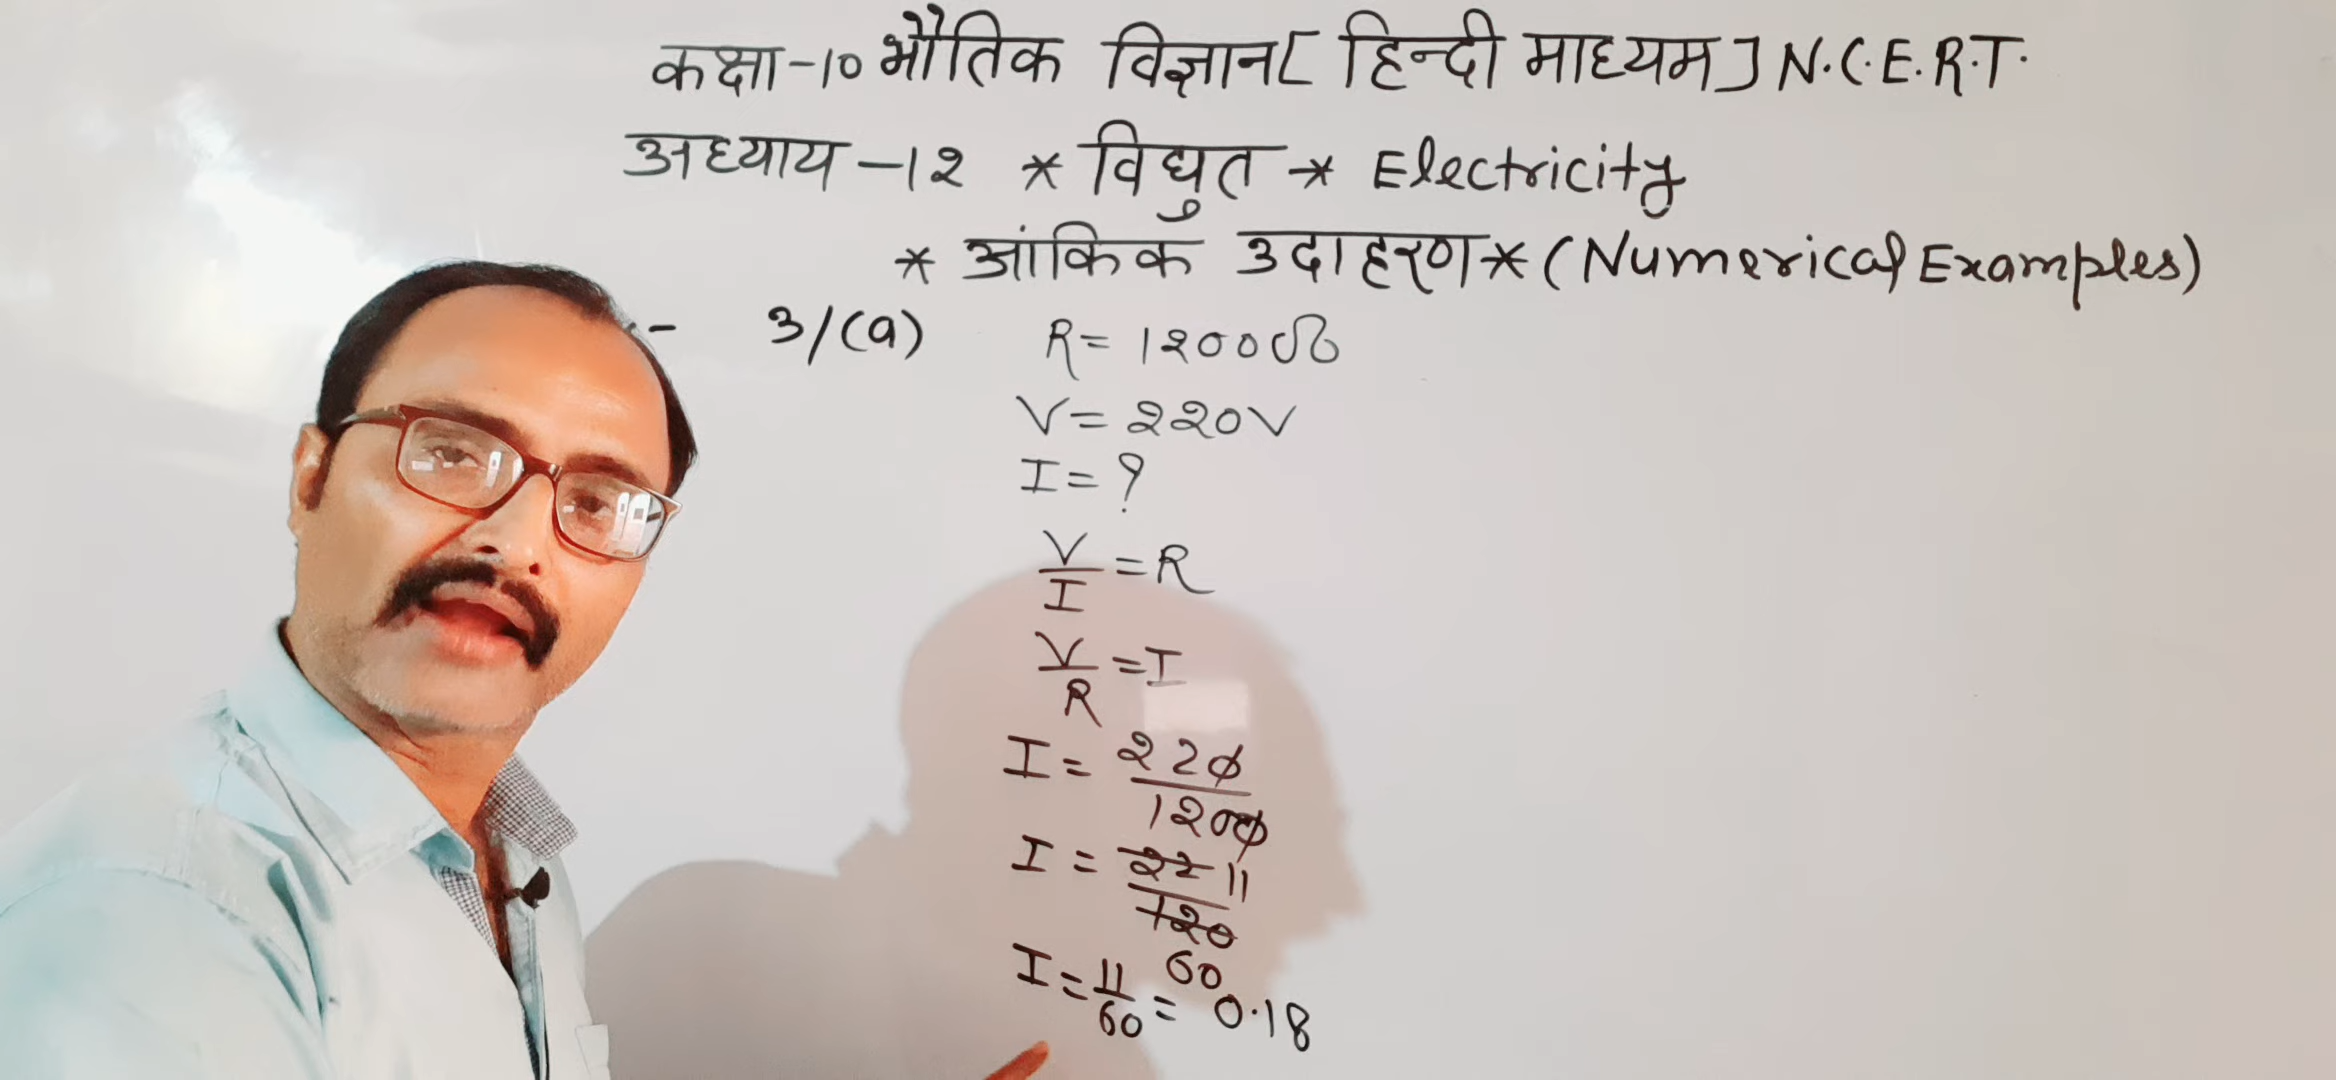 कक्षा-10 भौतिक विज्ञान [हिन्दी माध्यम] N.C.E.R.T.
अध्याय-12 * विधुत * Electricity
* आंकिक उदाहरण * (Numerical Examples)
:- 3/(a) R = 1200Ω
V = 220V
I = ?
V/I = R
V/R = I
I = 220/1200
I = 22/120 11/60
I = 11/60 = 0.18